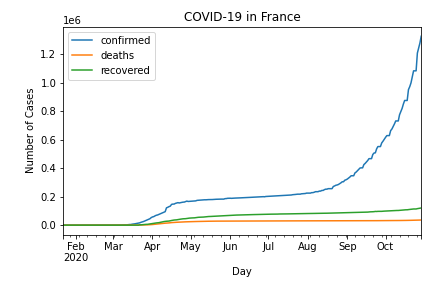 COVID-19 in France
1e6
confirmed
deaths
recovered
Number of Cases
1.2
1.0
0.8
0.6
0.4
0.2
0.0
Feb Mar Apr May Jun Jul Aug Sep Oct
2020
Day